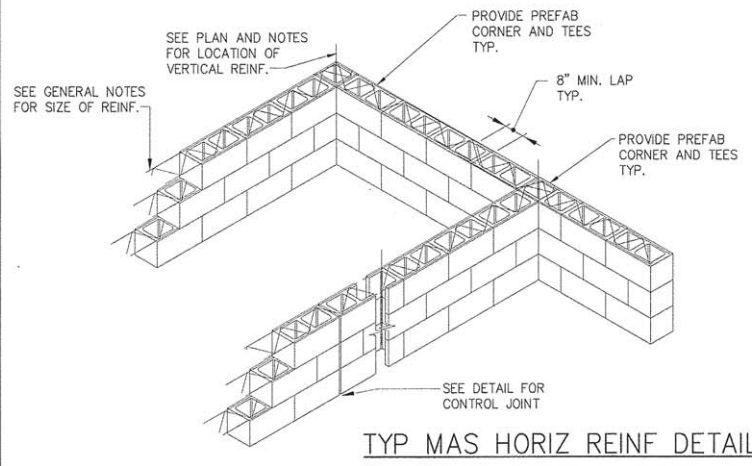 SEE PLAN AND NOTES
FOR LOCATION OF
VERTICAL REINF.
PROVIDE PREFAB
CORNER AND TEES
TYP.
SEE GENERAL NOTES
FOR SIZE OF REINF.
8" MIN. LAP
TYP.
PROVIDE PREFAB
CORNER AND TEES
TYP.
SEE DETAIL FOR
CONTROL JOINT
TYP MAS HORIZ REINF DETAIL